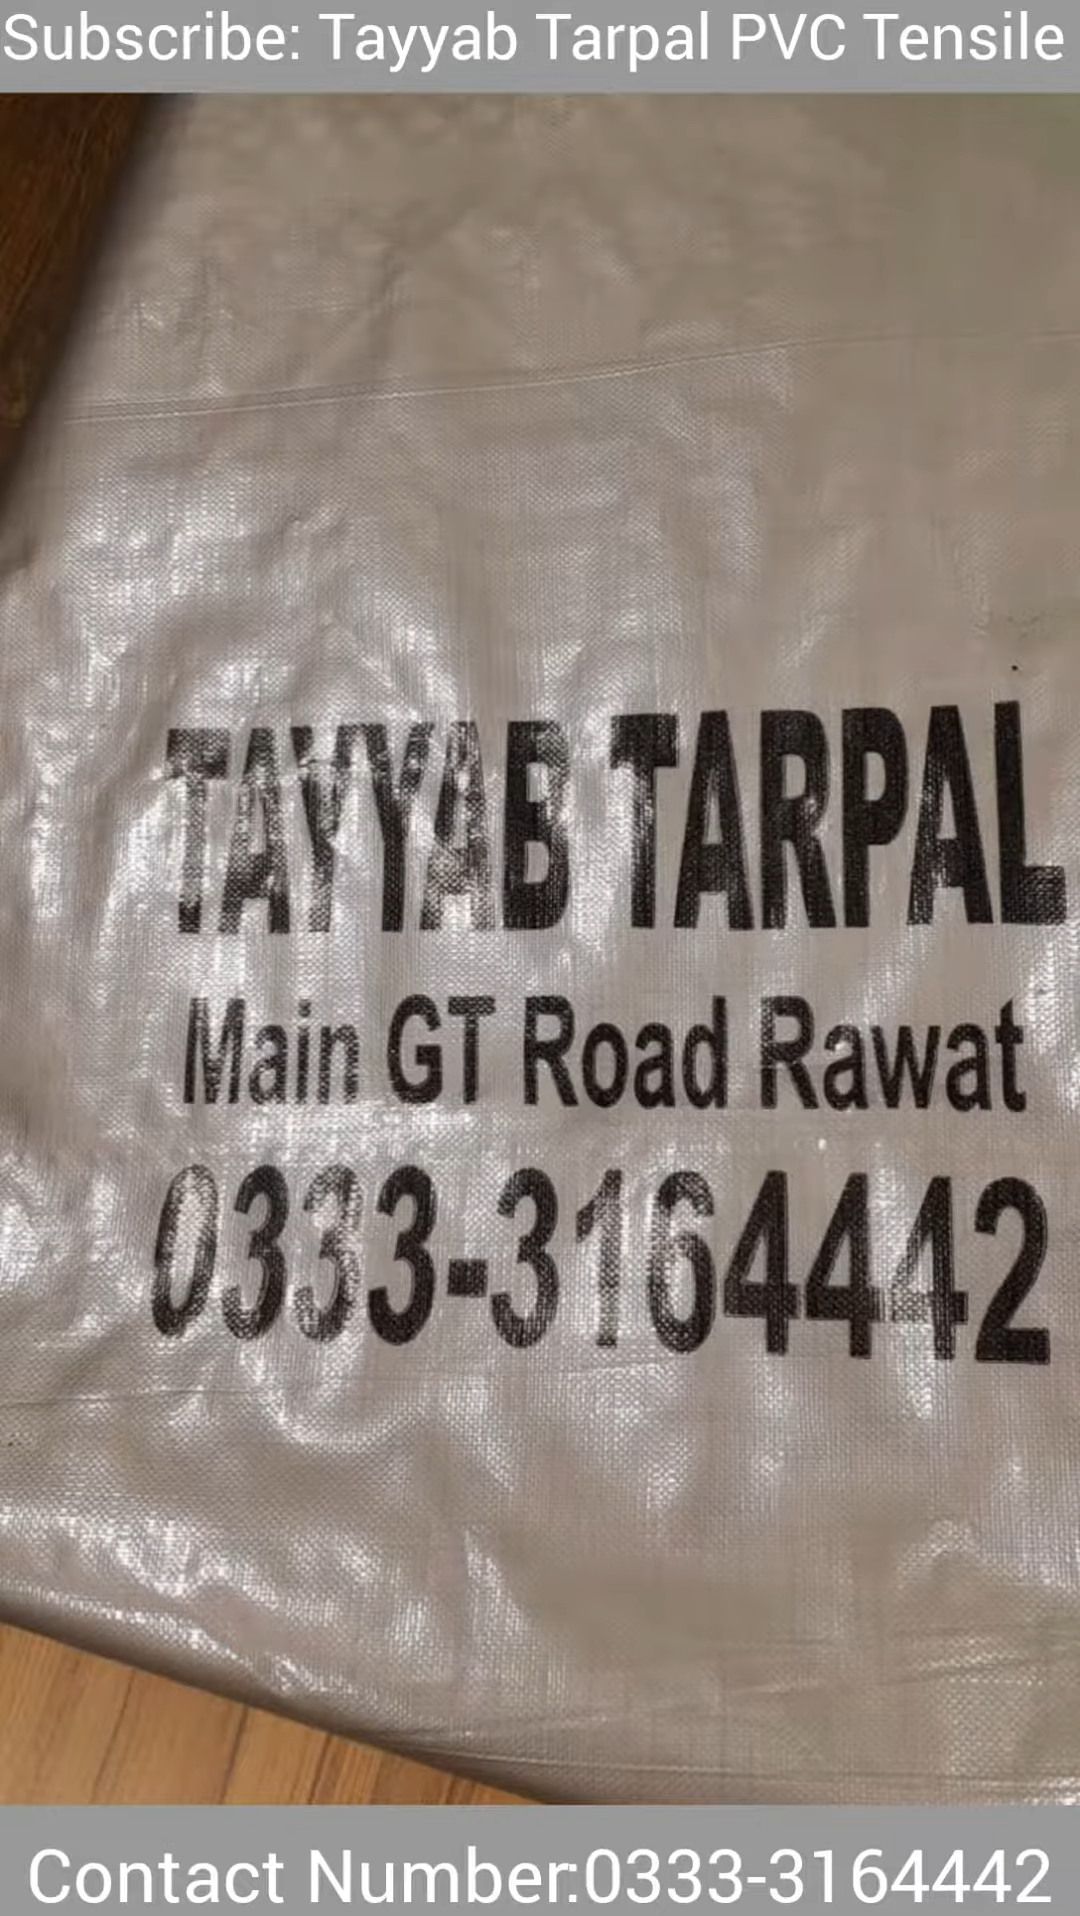 Subscribe: Tayyab Tarpal PVC Tensile
TAYYAB TARPAL
Main GT Road Rawat
0333-3164442
Contact Number:0333-3164442